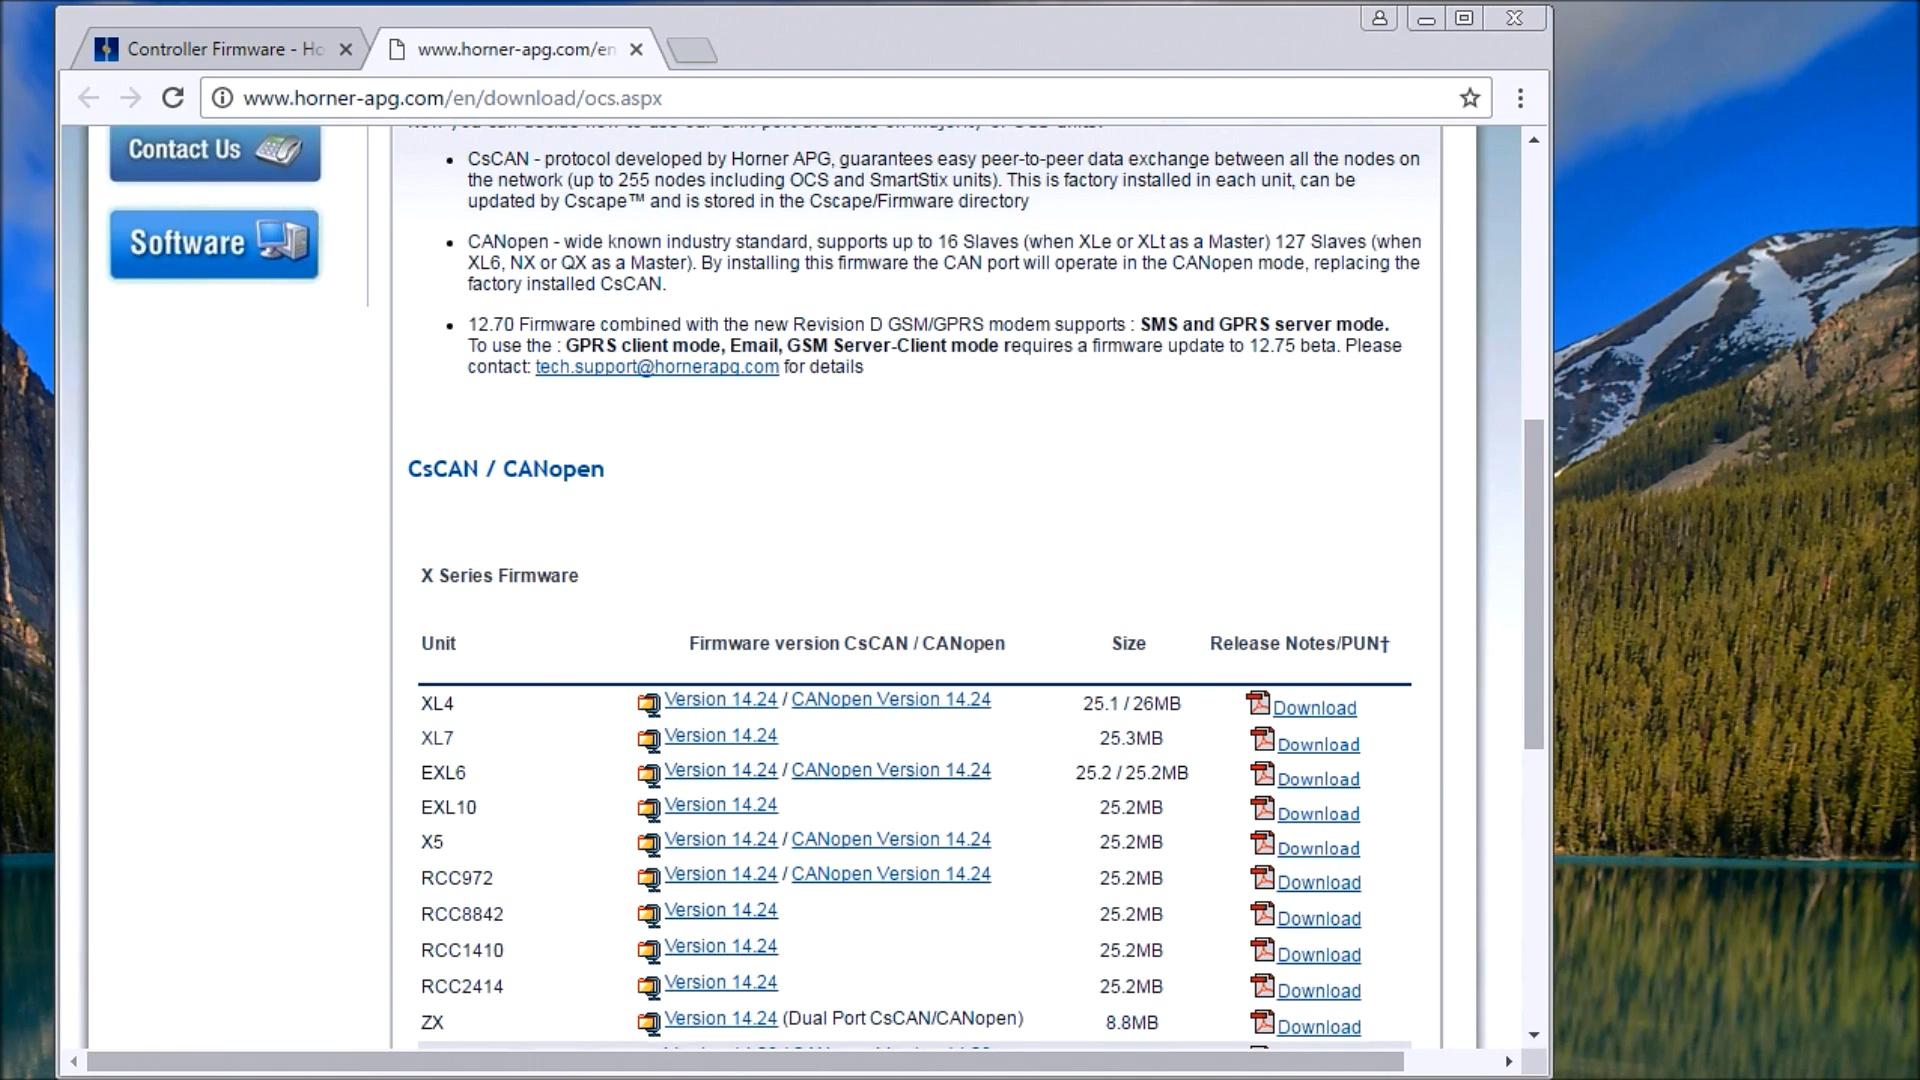 Controller Firmware - Ho
www.horner-apg.com/en
www.horner-apg.com/en/download/ocs.aspx
Contact Us
Software
CsCAN - protocol developed by Horner APG, guarantees easy peer-to-peer data exchange between all the nodes on
the network (up to 255 nodes including OCS and SmartStix units). This is factory installed in each unit, can be
updated by Cscape™ and is stored in the Cscape/Firmware directory
CANopen - wide known industry standard, supports up to 16 Slaves (when XLe or XLt as a Master) 127 Slaves (when
XL6, NX or QX as a Master). By installing this firmware the CAN port will operate in the CANopen mode, replacing the
factory installed CsCAN.
12.70 Firmware combined with the new Revision D GSM/GPRS modem supports : SMS and GPRS server mode.
To use the : GPRS client mode, Email, GSM Server-Client mode requires a firmware update to 12.75 beta. Please
contact: tech.support@hornerapg.com for details
CsCAN / CANopen
X Series Firmware
Unit Firmware version CsCAN / CANopen Size Release Notes/PUN†
XL4 Version 14.24 / CANopen Version 14.24 25.1 / 26MB Download
XL7 Version 14.24 25.3MB Download
EXL6 Version 14.24 / CANopen Version 14.24 25.2 / 25.2MB Download
EXL10 Version 14.24 25.2MB Download
X5 Version 14.24 / CANopen Version 14.24 25.2MB Download
RCC972 Version 14.24 / CANopen Version 14.24 25.2MB Download
RCC8842 Version 14.24 25.2MB Download
RCC1410 Version 14.24 25.2MB Download
RCC2414 Version 14.24 25.2MB Download
ZX Version 14.24 (Dual Port CsCAN/CANopen) 8.8MB Download